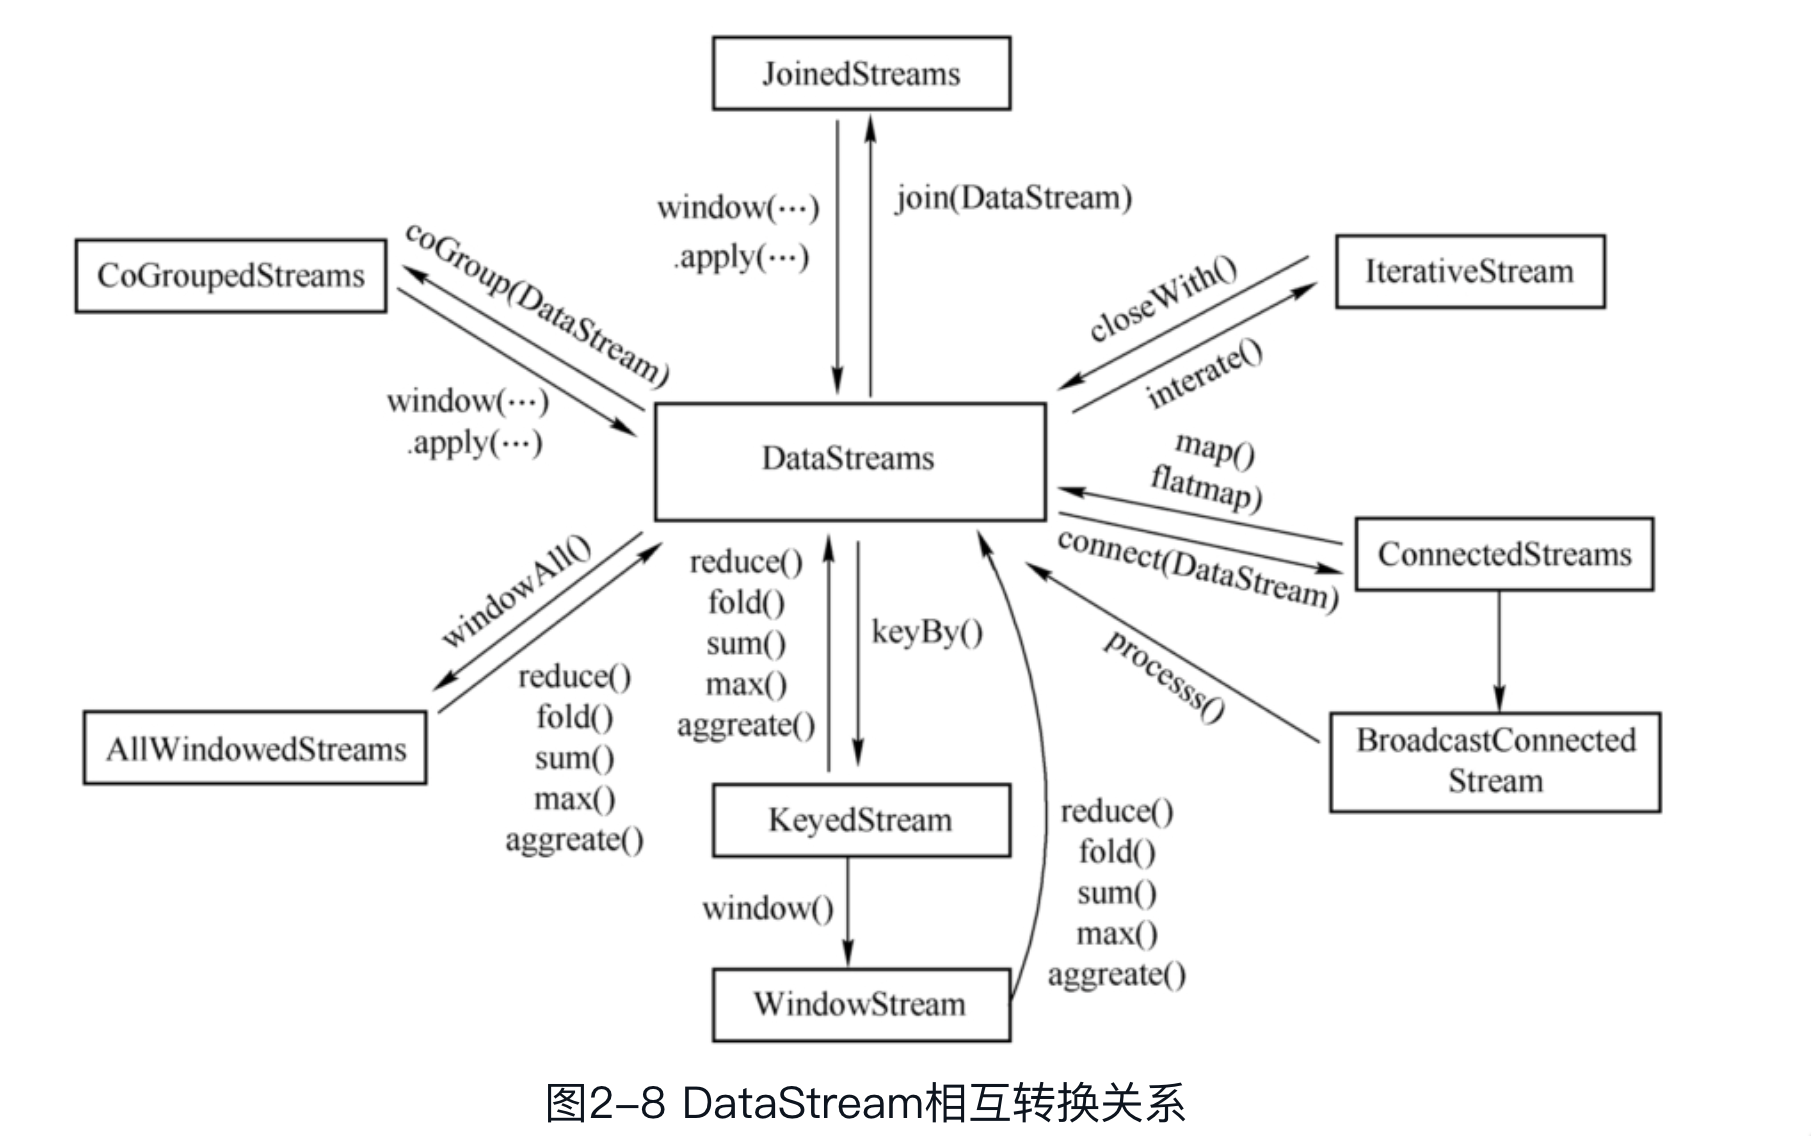 JoinedStreams
window(···)
.apply(···)
join(DataStream)
CoGroupedStreams
coGroup(DataStream)
window(···)
.apply(···)
IterativeStream
closeWith()
interate()
DataStreams
map()
flatmap)
connect(DataStream)
ConnectedStreams
processs()
BroadcastConnected
Stream
windowAll()
reduce()
fold()
sum()
max()
aggreate()
AllWindowedStreams
reduce()
fold()
sum()
max()
aggreate()
keyBy()
KeyedStream
window()
WindowStream
reduce()
fold()
sum()
max()
aggreate()
图2-8 DataStream相互转换关系